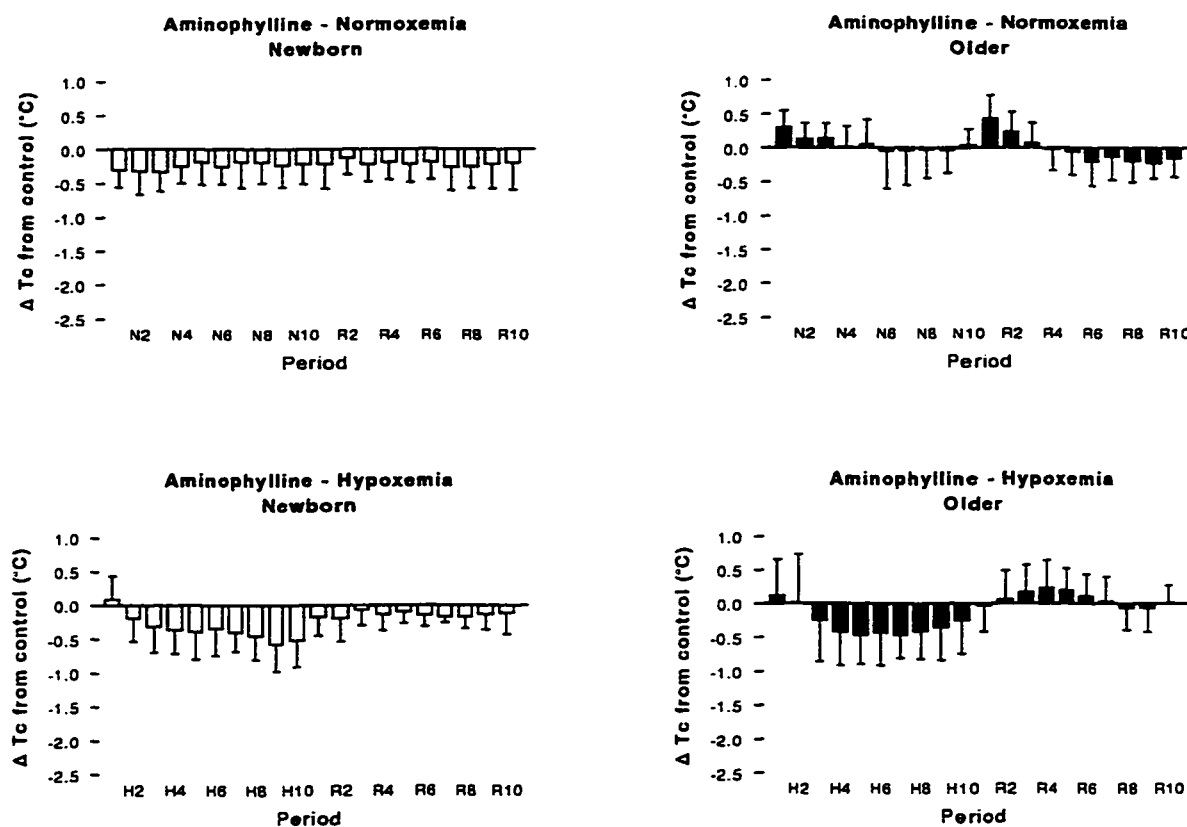 Aminophylline - Normoxemia
Newborn
Δ Tc from control (°C)
1.0
0.5
0.0
-0.5
-1.0
-1.5
-2.0
-2.5
N2 N4 N6 N8 N10 R2 R4 R6 R8 R10
Period
Aminophylline - Normoxemia
Older
Δ Tc from control (°C)
1.0
0.5
0.0
-0.5
-1.0
-1.5
-2.0
-2.5
N2 N4 N6 N8 N10 R2 R4 R6 R8 R10
Period
Aminophylline - Hypoxemia
Newborn
Δ Tc from control (°C)
1.0
0.5
0.0
-0.5
-1.0
-1.5
-2.0
-2.5
H2 H4 H6 H8 H10 R2 R4 R6 R8 R10
Period
Aminophylline - Hypoxemia
Older
Δ Tc from control (°C)
1.0
0.5
0.0
-0.5
-1.0
-1.5
-2.0
-2.5
H2 H4 H6 H8 H10 R2 R4 R6 R8 R10
Period